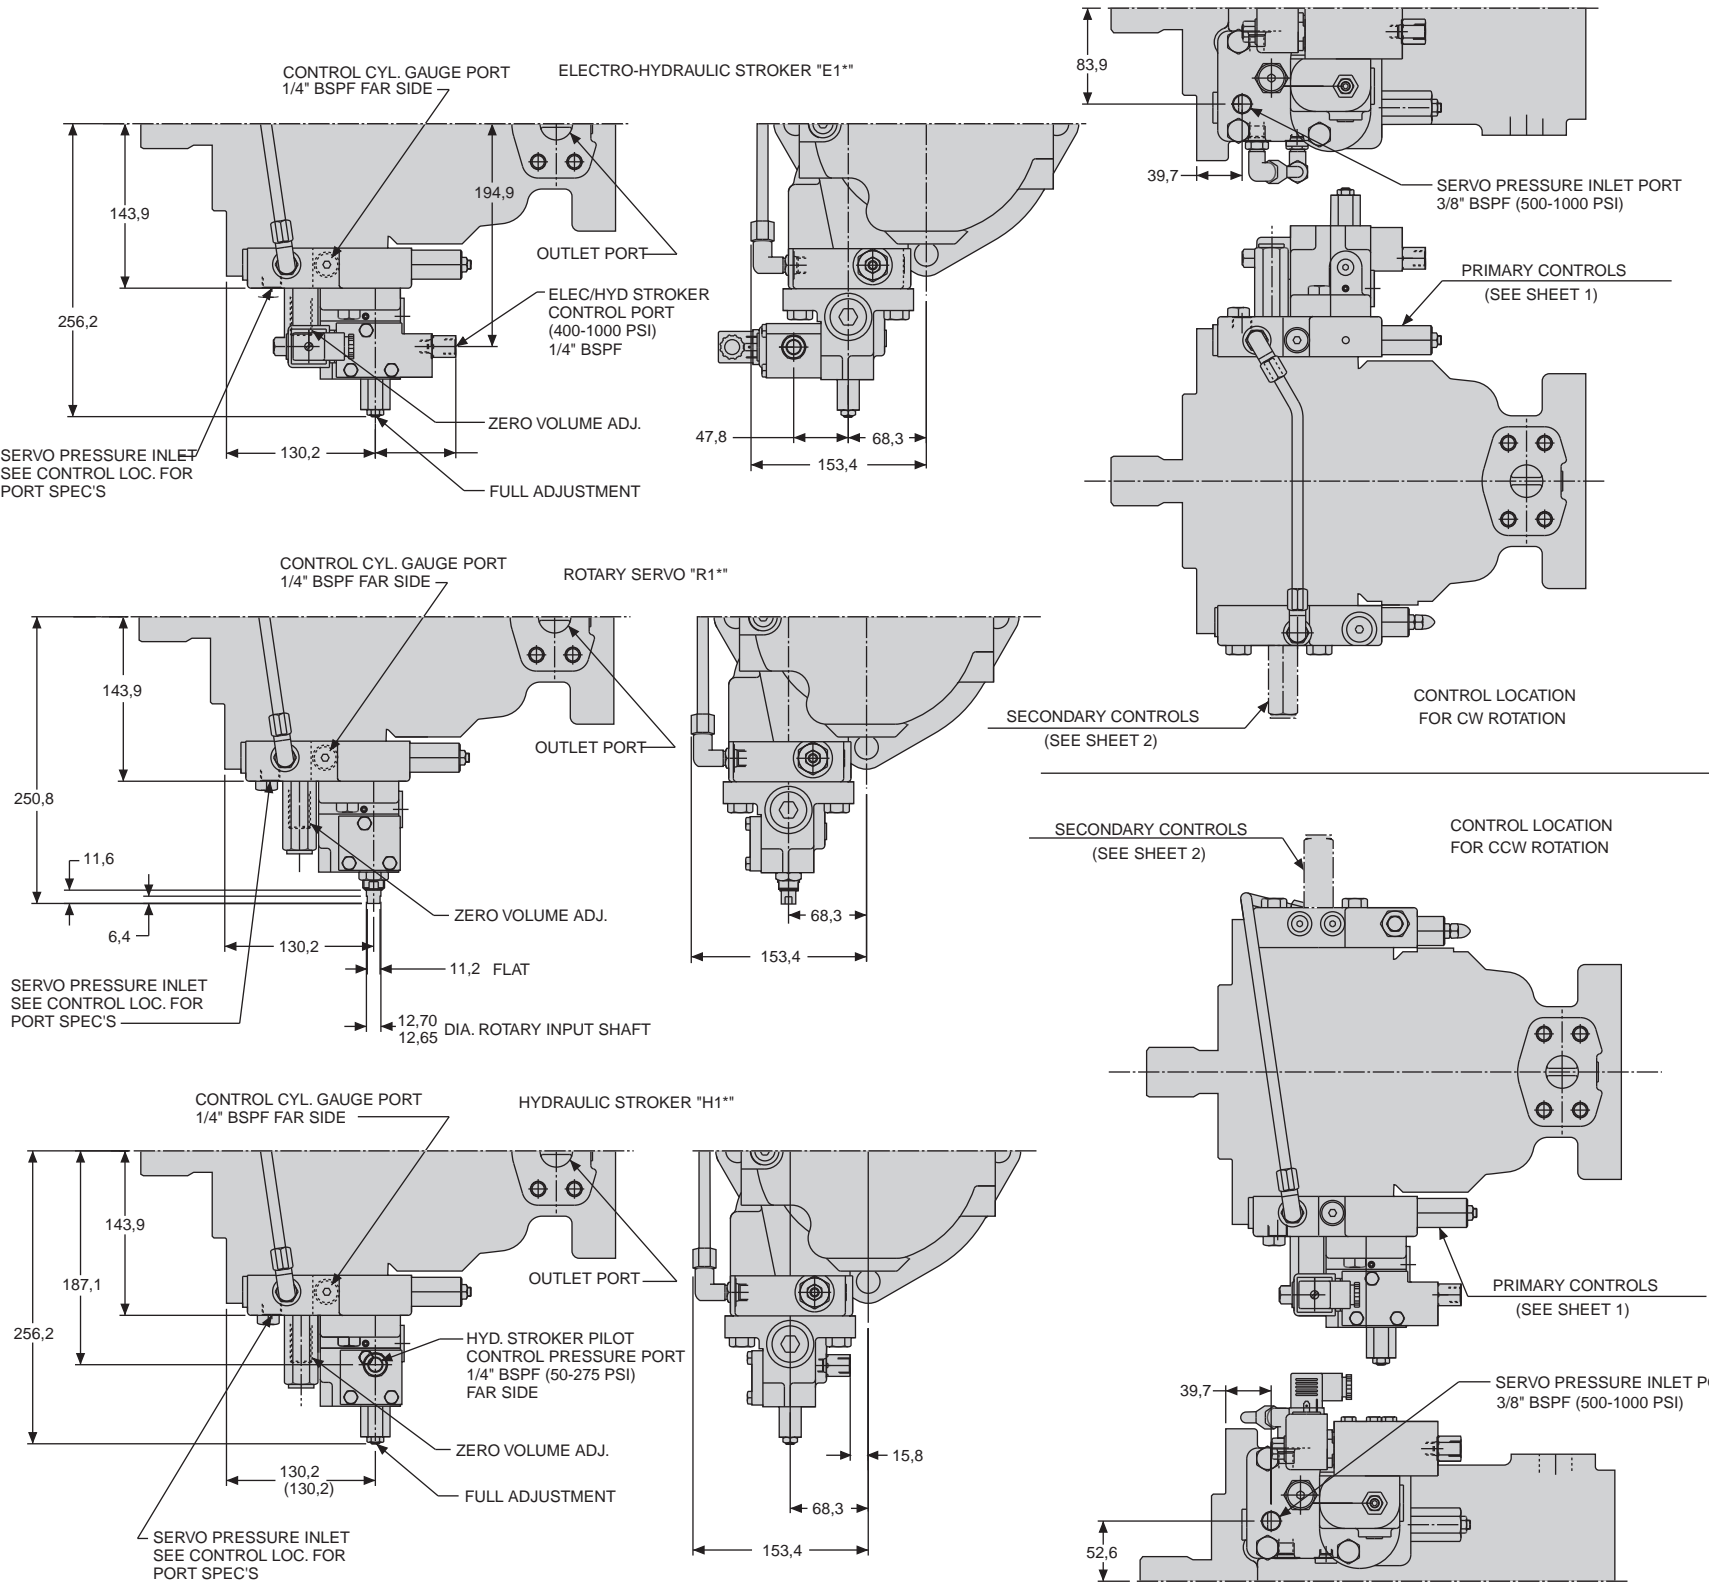 CONTROL CYL. GAUGE PORT
1/4" BSPF FAR SIDE
ELECTRO-HYDRAULIC STROKER "E1*"
143,9
194,9
256,2
OUTLET PORT
ELEC/HYD STROKER
CONTROL PORT
(400-1000 PSI)
1/4" BSPF
ZERO VOLUME ADJ.
130,2
SERVO PRESSURE INLET
SEE CONTROL LOC. FOR
PORT SPEC'S
FULL ADJUSTMENT
47,8
68,3
153,4
CONTROL CYL. GAUGE PORT
1/4" BSPF FAR SIDE
ROTARY SERVO "R1*"
143,9
250,8
OUTLET PORT
11,6
6,4
ZERO VOLUME ADJ.
130,2
11,2 FLAT
SERVO PRESSURE INLET
SEE CONTROL LOC. FOR
PORT SPEC'S
12,70
12,65
DIA. ROTARY INPUT SHAFT
68,3
153,4
CONTROL CYL. GAUGE PORT
1/4" BSPF FAR SIDE
HYDRAULIC STROKER "H1*"
143,9
187,1
256,2
OUTLET PORT
HYD. STROKER PILOT
CONTROL PRESSURE PORT
1/4" BSPF (50-275 PSI)
FAR SIDE
ZERO VOLUME ADJ.
130,2
(130,2)
FULL ADJUSTMENT
SERVO PRESSURE INLET
SEE CONTROL LOC. FOR
PORT SPEC'S
15,8
68,3
153,4
83,9
39,7
SERVO PRESSURE INLET PORT
3/8" BSPF (500-1000 PSI)
PRIMARY CONTROLS
(SEE SHEET 1)
SECONDARY CONTROLS
(SEE SHEET 2)
CONTROL LOCATION
FOR CW ROTATION
SECONDARY CONTROLS
(SEE SHEET 2)
CONTROL LOCATION
FOR CCW ROTATION
PRIMARY CONTROLS
(SEE SHEET 1)
39,7
SERVO PRESSURE INLET
3/8" BSPF (500-1000 PSI)
52,6